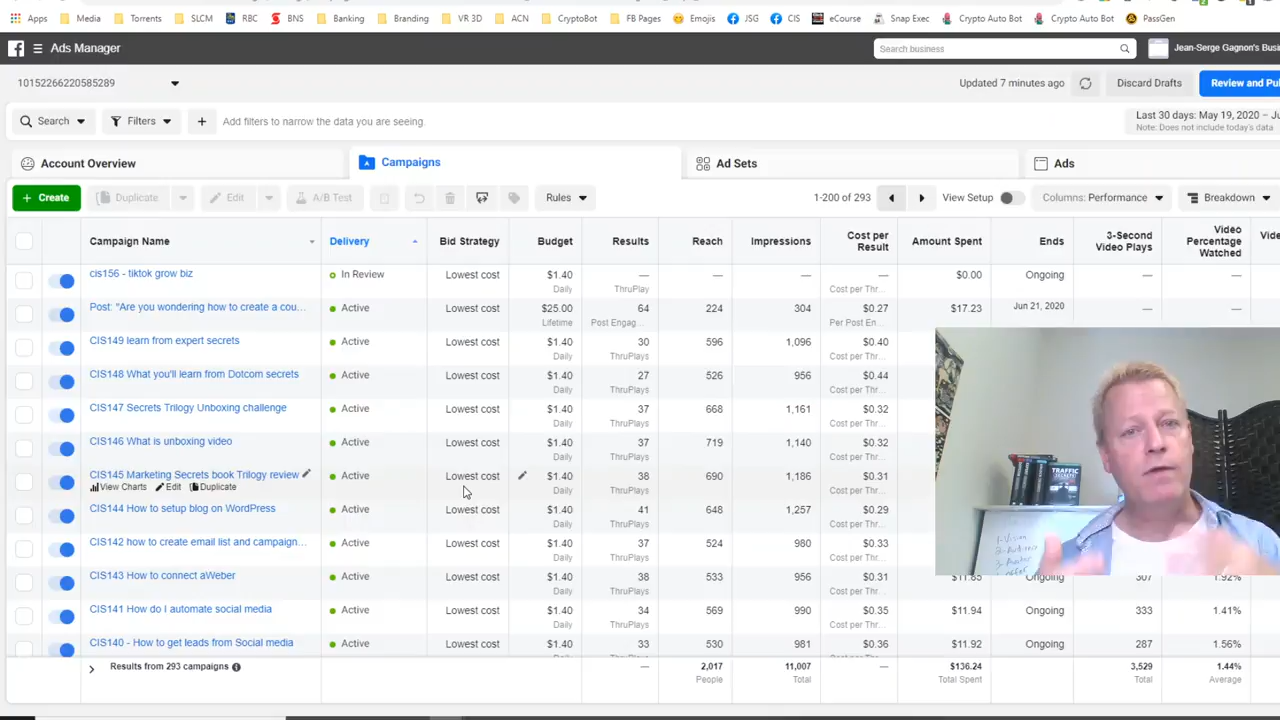 Apps Media Torrents SLCM RBC BNS Banking Branding VR 3D ACN CryptoBot FB Pages Emojis JSG CIS eCourse Snap Exec Crypto Auto Bot Crypto Auto Bot PassGen
Ads Manager Search business Jean-Serge Gagnon's Busi
10152266220585289 Updated 7 minutes ago Discard Drafts Review and Pu
Search Filters + Add filters to narrow the data you are seeing. Last 30 days: May 19, 2020 – Ju
Note: Does not include today's data
Account Overview Campaigns Ad Sets Ads
+ Create Duplicate Edit A/B Test Rules 1-200 of 293 View Setup Columns: Performance Breakdown
Campaign Name Delivery Bid Strategy Budget Results Reach Impressions Cost per Result Amount Spent Ends 3-Second Video Plays Video Percentage Watched Vide
cis156 - tiktok grow biz In Review Lowest cost $1.40 — — — — $0.00 Ongoing — —
Daily ThruPlay Cost per Thr...
Post: "Are you wondering how to create a cou... Active Lowest cost $25.00 64 224 304 $0.27 $17.23 Jun 21, 2020 — —
Lifetime Post Engag... Per Post En...
CIS149 learn from expert secrets Active Lowest cost $1.40 30 596 1,096 $0.40
Daily ThruPlays Cost per Thr...
CIS148 What you'll learn from Dotcom secrets Active Lowest cost $1.40 27 526 956 $0.44
Daily ThruPlays Cost per Thr...
CIS147 Secrets Trilogy Unboxing challenge Active Lowest cost $1.40 37 668 1,161 $0.32
Daily ThruPlays Cost per Thr...
CIS146 What is unboxing video Active Lowest cost $1.40 37 719 1,140 $0.32
Daily ThruPlays Cost per Thr...
CIS145 Marketing Secrets book Trilogy review Active Lowest cost $1.40 38 690 1,186 $0.31
View Charts Edit Duplicate Daily ThruPlays Cost per Thr...
CIS144 How to setup blog on WordPress Active Lowest cost $1.40 41 648 1,257 $0.29
Daily ThruPlays Cost per Thr...
CIS142 how to create email list and campaign... Active Lowest cost $1.40 37 524 980 $0.33
Daily ThruPlays Cost per Thr...
CIS143 How to connect aWeber Active Lowest cost $1.40 38 533 956 $0.31 $11.65 Ongoing 307 1.92%
Daily ThruPlays Cost per Thr...
CIS141 How do I automate social media Active Lowest cost $1.40 34 569 990 $0.35 $11.94 Ongoing 333 1.41%
Daily ThruPlays Cost per Thr...
CIS140 - How to get leads from Social media Active Lowest cost $1.40 33 530 981 $0.36 $11.92 Ongoing 287 1.56%
Results from 293 campaigns — 2,017 11,007 — $136.24 3,529 1.44%
People Total Total Spent Total Average
TRAFFIC
SECRETS
1-Vision